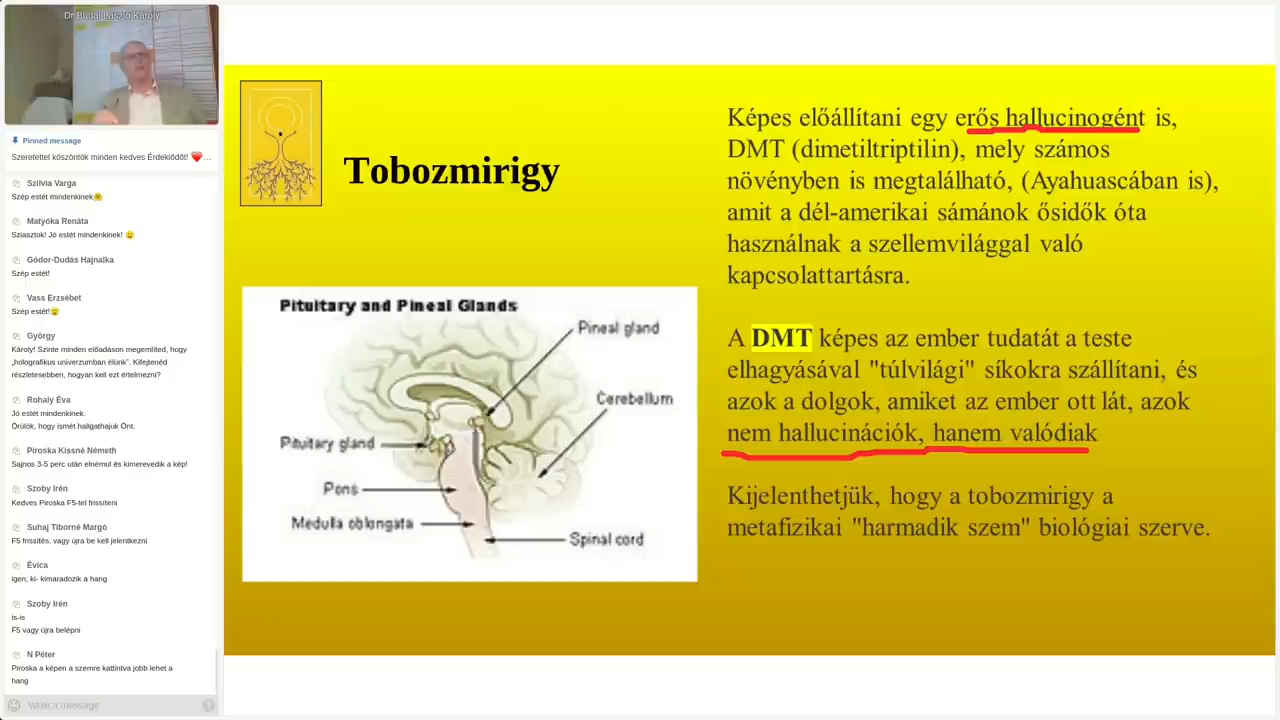 Dr Budai László Károly
Pinned message
Szeretettel köszöntök minden kedves Érdeklődőt! ❤️…
Szilvia Varga
Szép estét mindenkinek🤗
Matyóka Renáta
Sziasztok! Jó estét mindenkinek! 🙂
Gódor-Dudás Hajnalka
Szép estét!
Vass Erzsébet
Szép estét!🙂
György
Károly! Szinte minden előadáson megemlíted, hogy
„holografikus univerzumban élünk”. Kifejtenéd
részletesebben, hogyan kell ezt értelmezni?
Rohaly Éva
Jó estét mindenkinek.
Örülök, hogy ismét hallgathajuk Önt.
Piroska Kissné Németh
Sajnos 3-5 perc után elnémul és kimerevedik a kép!
Szoby Irén
Kedves Piroska F5-tel frissíteni
Suhaj Tiborné Margó
F5 frissítés, vagy újra be kell jelentkezni
Évica
igen, ki- kimaradozik a hang
Szoby Irén
is-is
F5 vagy újra belépni
N Péter
Piroska a képen a szemre kattintva jobb lehet a
hang
Write a message
Tobozmirigy
Pituitary and Pineal Glands
Pineal gland
Cerebellum
Pituitary gland
Pons
Medulla oblongata
Spinal cord
Képes előállítani egy erős hallucinogént is,
DMT (dimetiltriptilin), mely számos
növényben is megtalálható, (Ayahuascában is),
amit a dél-amerikai sámánok ősidők óta
használnak a szellemvilággal való
kapcsolattartásra.
A DMT képes az ember tudatát a teste
elhagyásával "túlvilági" síkokra szállítani, és
azok a dolgok, amiket az ember ott lát, azok
nem hallucinációk, hanem valódiak
Kijelenthetjük, hogy a tobozmirigy a
metafizikai "harmadik szem" biológiai szerve.